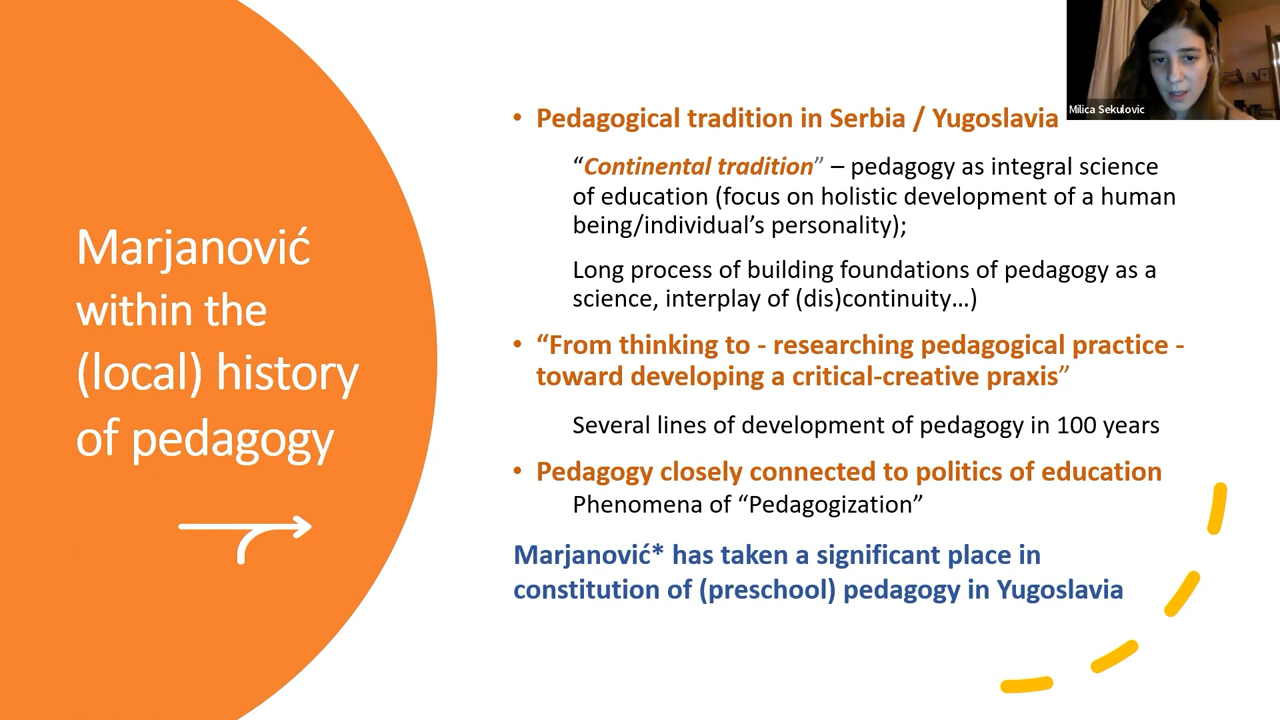 Marjanović
within the
(local) history
of pedagogy
• Pedagogical tradition in Serbia / Yugoslavia
“Continental tradition” – pedagogy as integral science
of education (focus on holistic development of a human
being/individual’s personality);
Long process of building foundations of pedagogy as a
science, interplay of (dis)continuity…)
• “From thinking to - researching pedagogical practice -
toward developing a critical-creative praxis”
Several lines of development of pedagogy in 100 years
• Pedagogy closely connected to politics of education
Phenomena of “Pedagogization”
Marjanović* has taken a significant place in
constitution of (preschool) pedagogy in Yugoslavia
Milica Sekulovic